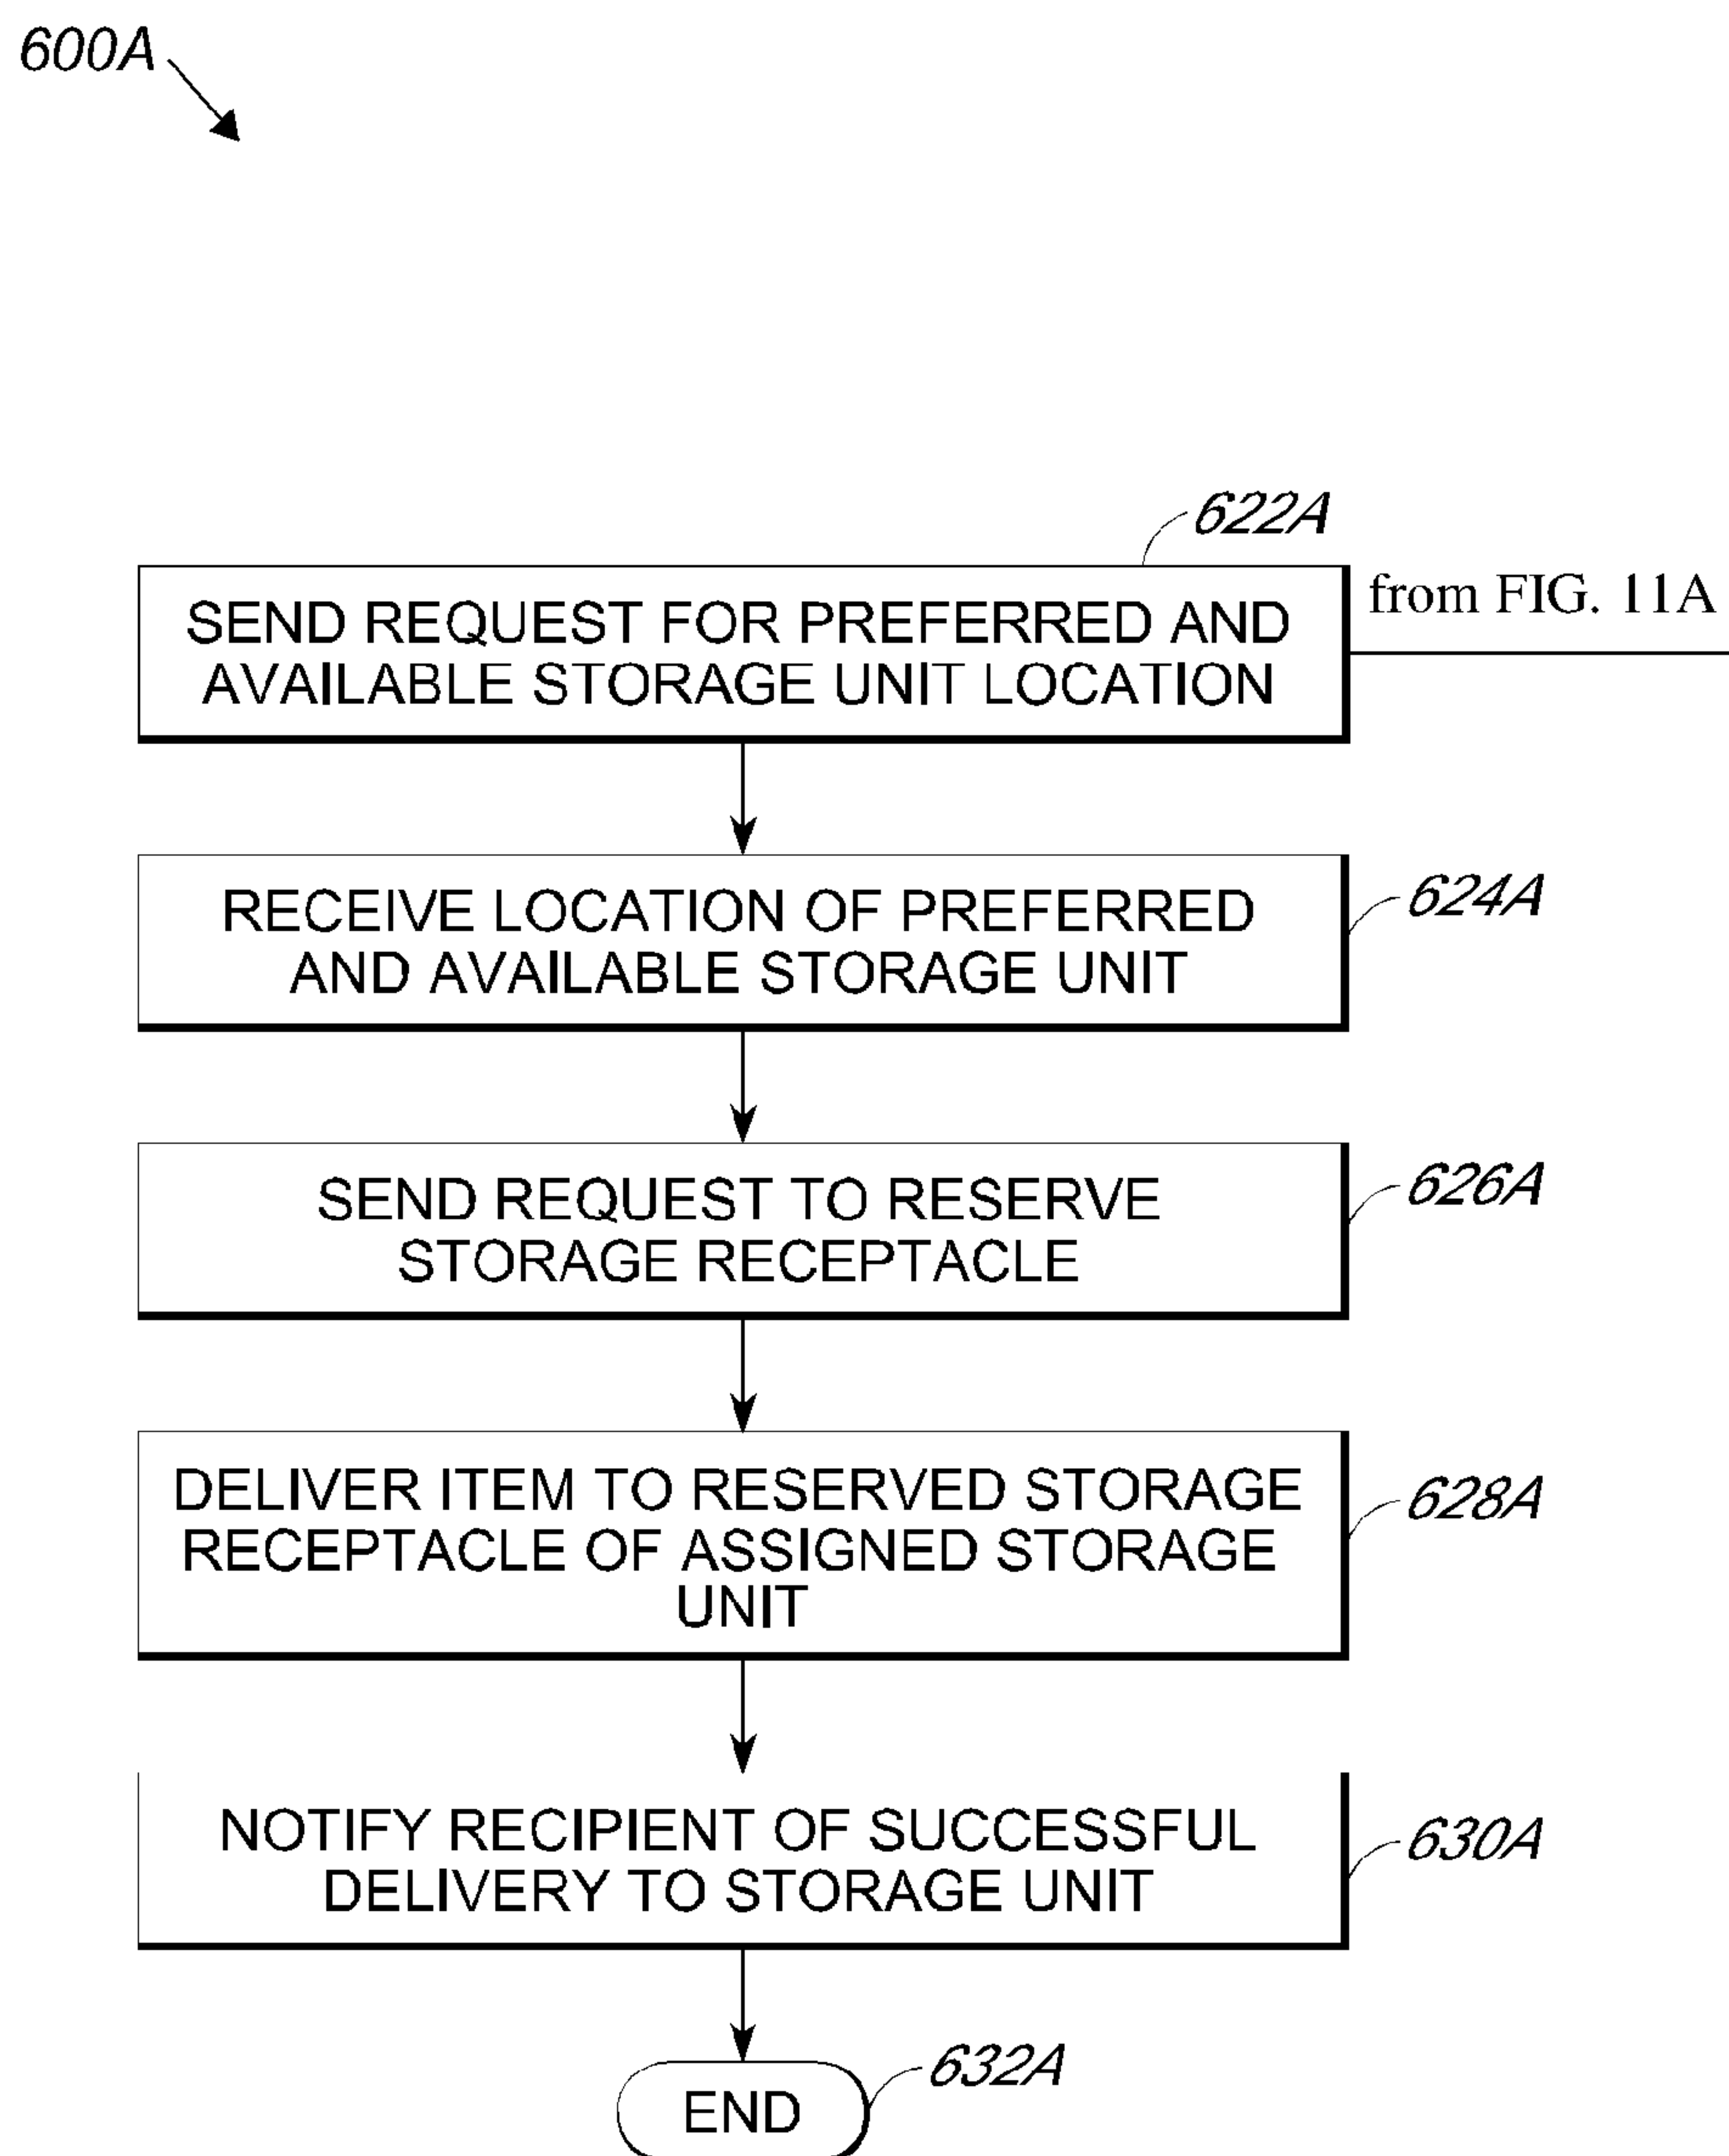 600A
622A
from FIG. 11A
SEND REQUEST FOR PREFERRED AND
AVAILABLE STORAGE UNIT LOCATION
624A
RECEIVE LOCATION OF PREFERRED
AND AVAILABLE STORAGE UNIT
626A
SEND REQUEST TO RESERVE
STORAGE RECEPTACLE
628A
DELIVER ITEM TO RESERVED STORAGE
RECEPTACLE OF ASSIGNED STORAGE
UNIT
630A
NOTIFY RECIPIENT OF SUCCESSFUL
DELIVERY TO STORAGE UNIT
632A
END